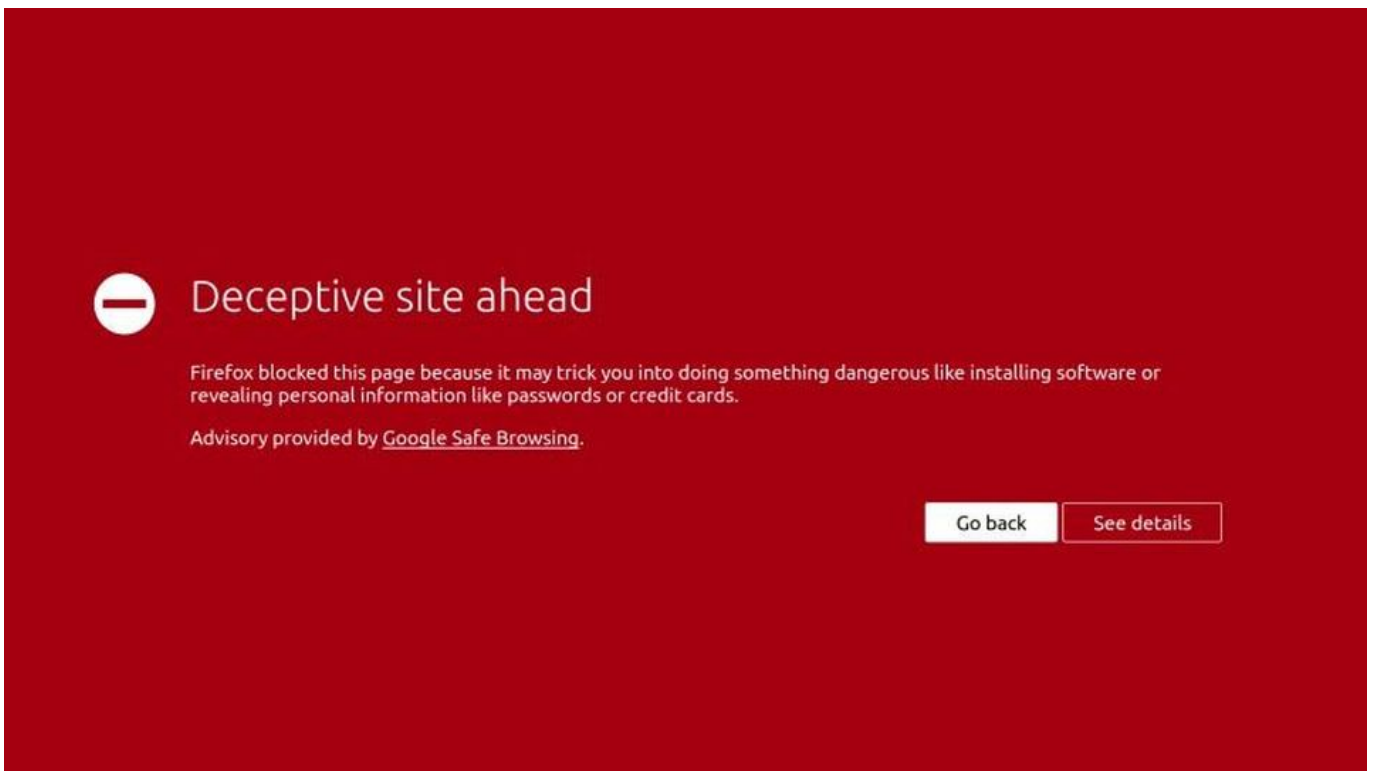 Deceptive site ahead
Firefox blocked this page because it may trick you into doing something dangerous like installing software or
revealing personal information like passwords or credit cards.
Advisory provided by Google Safe Browsing.
Go back
See details